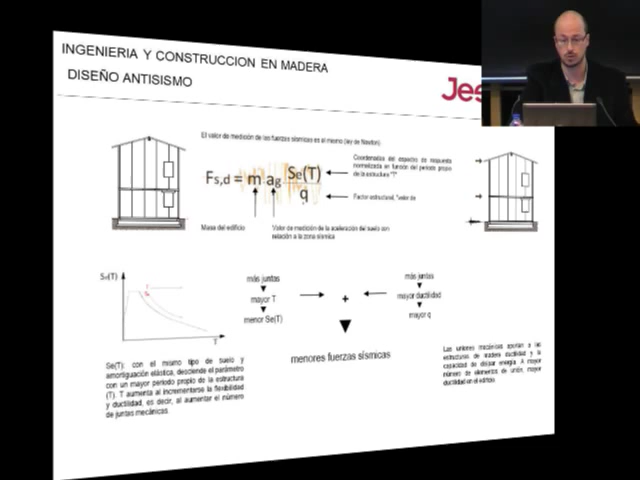 INGENIERIA Y CONSTRUCCION EN MADERA
DISEÑO ANTISISMO
Jes
El valor de medición de las fuerzas sísmicas es el mismo (ley de Newton)
Fs,d = m ag Se(T)
q
Coordenadas del espectro de respuesta
normalizada en función del período propio
de la estructura "T"
Factor estructural, "valor de
Masa del edificio
Valor de medición de la aceleración del suelo con
relación a la zona sísmica
Se(T)
T
más juntas
mayor T
menor Se(T)
+
más juntas
mayor ductilidad
mayor q
menores fuerzas sísmicas
Se(T): con el mismo tipo de suelo y
amortiguación elástica, desciende el parámetro
con un mayor período propio de la estructura
(T). T aumenta al incrementarse la flexibilidad
y ductilidad, es decir, al aumentar el número
de juntas mecánicas.
Las uniones mecánicas aportan a las
estructuras de madera ductilidad y la
capacidad de disipar energía. A mayor
número de elementos de unión, mayor
ductilidad en el edificio.